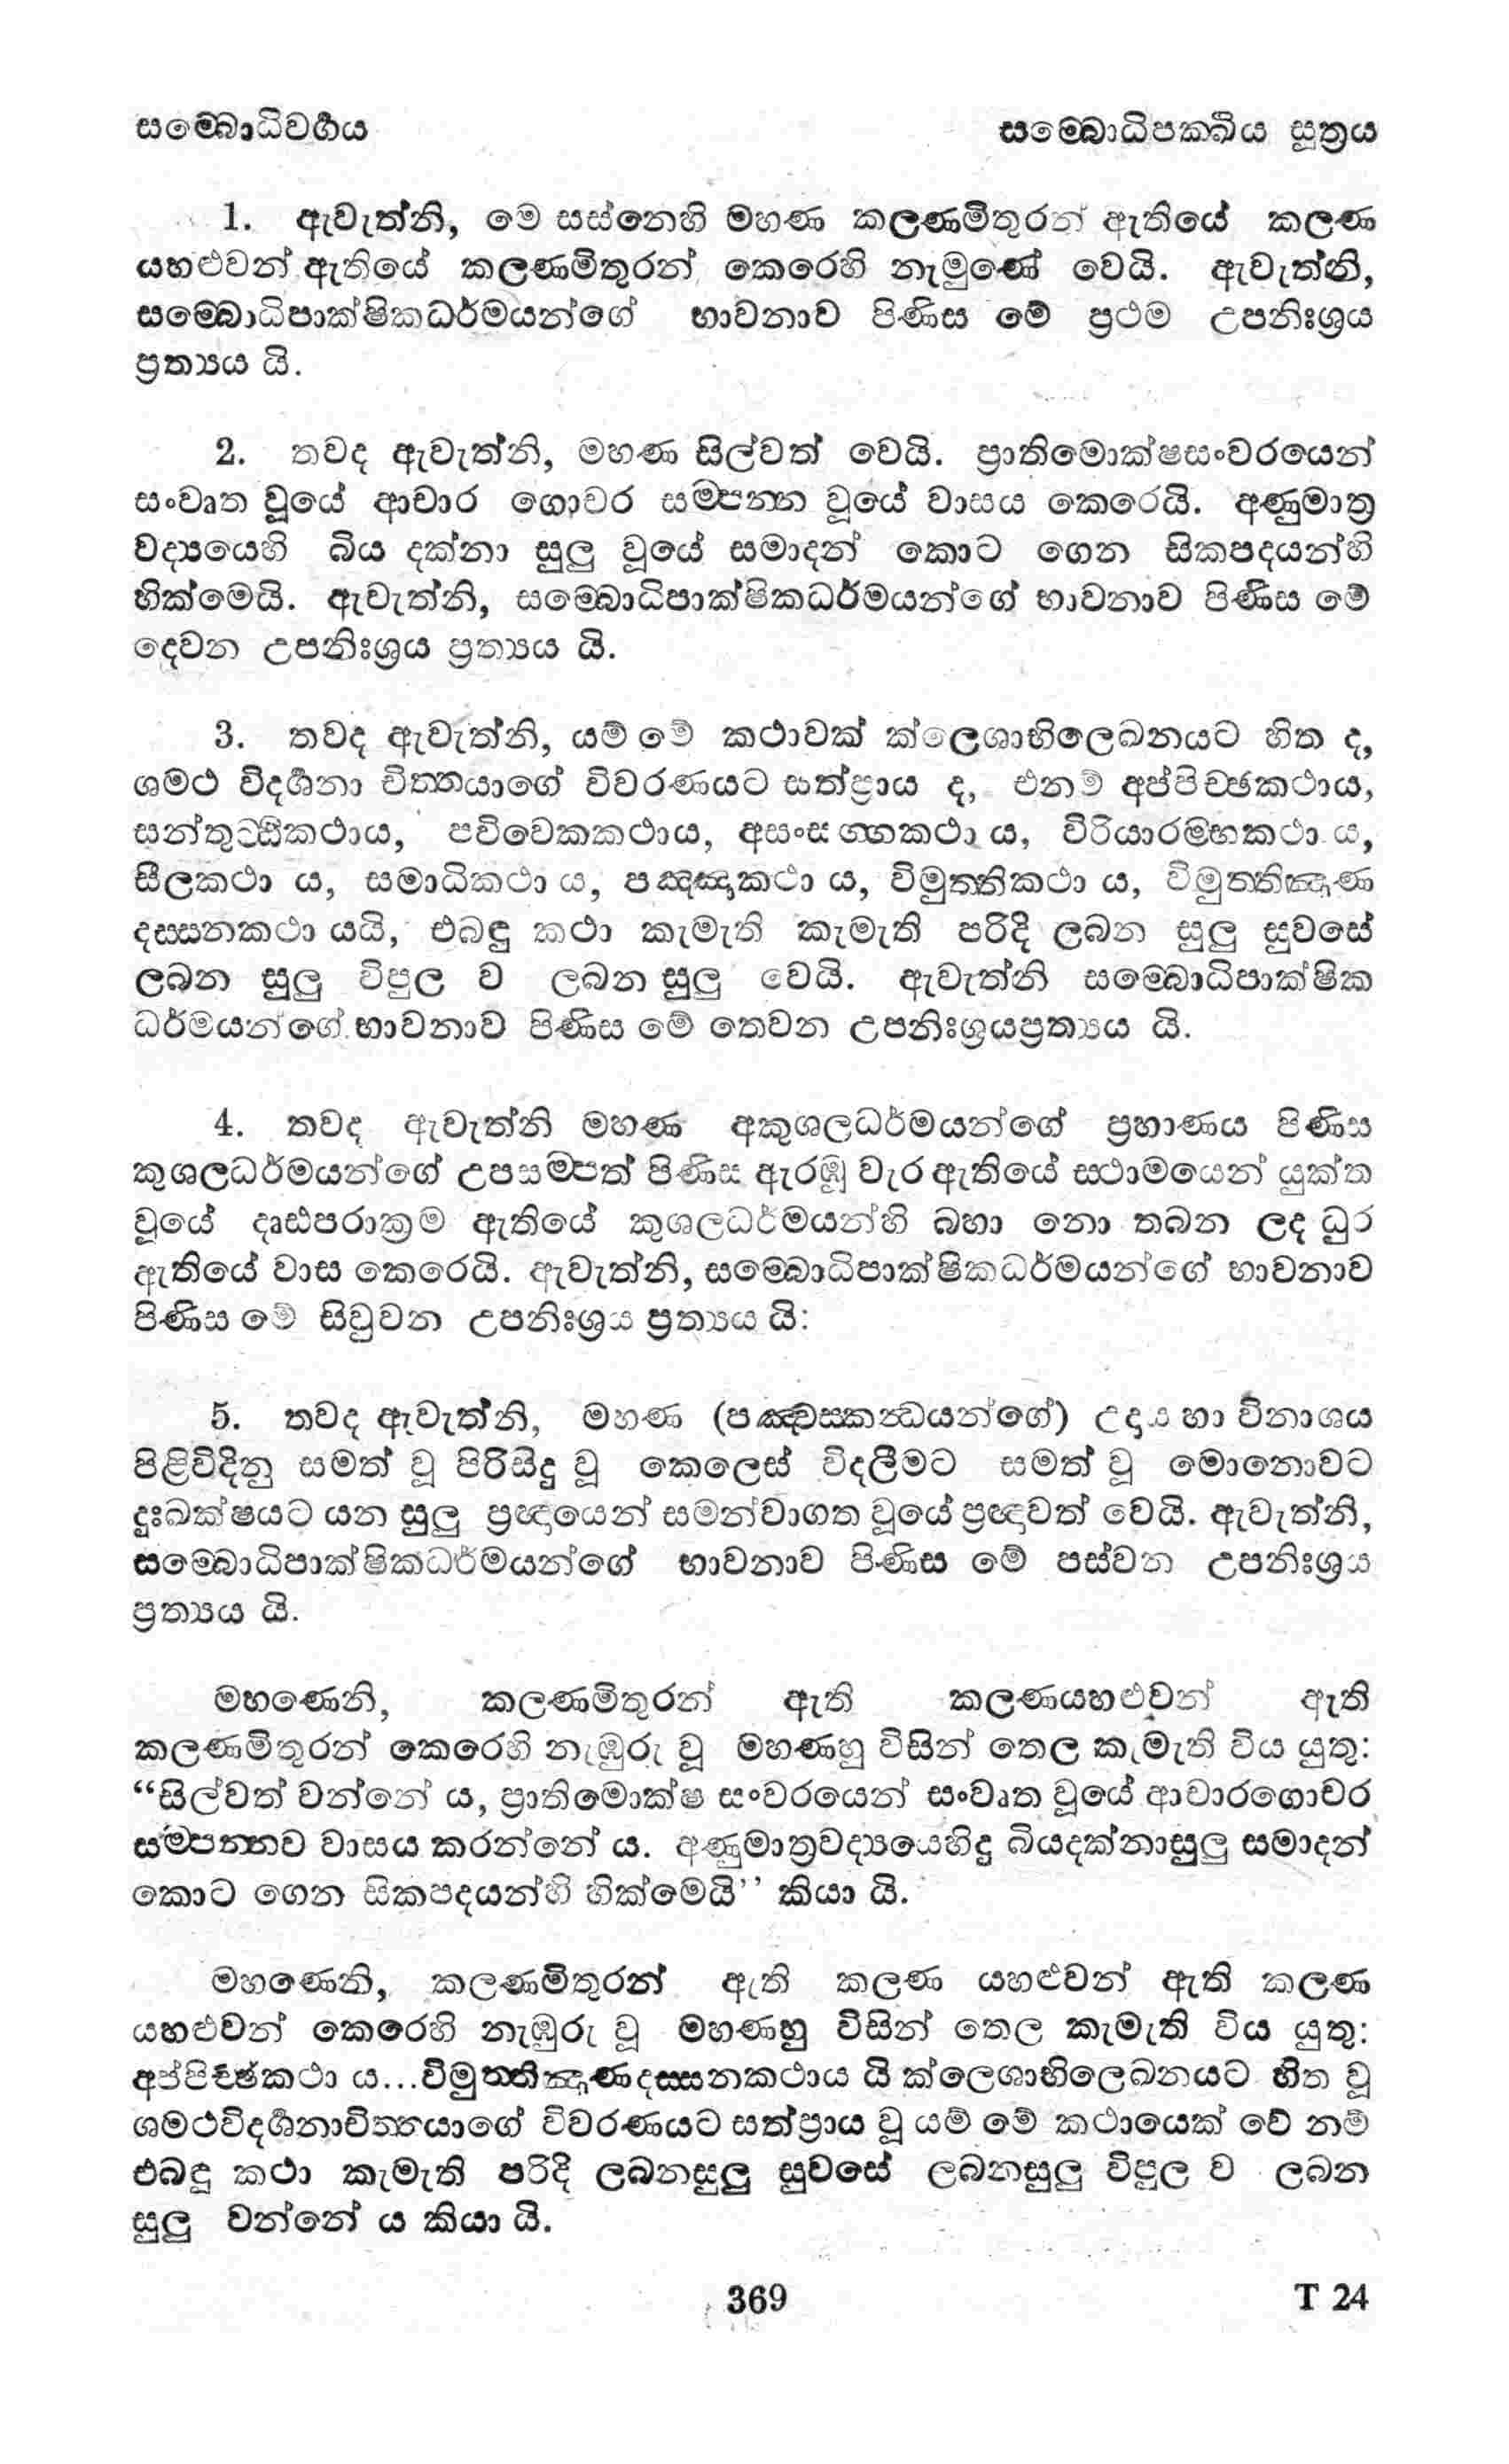 සම්බොධිවර්‍ගය සම්බොධිපක්ඛිය සූත්‍රය
1. ඇවැත්නි, මෙ සස්නෙහි මහණ කලණමිතුරන් ඇතියේ කලණ
යහළුවන් ඇතියේ කලණමිතුරන් කෙරෙහි නැමුණේ වෙයි. ඇවැත්නි,
සම්බොධිපාක්ෂිකධර්මයන්ගේ භාවනාව පිණිස මේ ප්‍රථම උපනිඃශ්‍රය
ප්‍රත්‍යය යි.
2. තවද ඇවැත්නි, මහණ සිල්වත් වෙයි. ප්‍රාතිමොක්ෂසංවරයෙන්
සංවෘත වූයේ ආචාර ගොචර සම්පන්න වූයේ වාසය කෙරෙයි. අණුමාත්‍ර
වද්‍යයෙහි බිය දක්නා සුලු වූයේ සමාදන් කොට ගෙන සිකපදයන්හි
හික්මෙයි. ඇවැත්නි, සම්බොධිපාක්ෂිකධර්මයන්ගේ භාවනාව පිණිස මේ
දෙවන උපනිඃශ්‍රය ප්‍රත්‍යය යි.
3. තවද ඇවැත්නි, යම් මේ කථාවක් ක්ලෙශාභිලෙඛනයට හිත ද,
ශමථ විදර්‍ශනා චිත්තයාගේ විවරණයට සත්ප්‍රාය ද, එනම් අප්පිච්ඡකථාය,
සන්තුට්ඨිකථාය, පවිවෙකකථාය, අසංසග්ගකථා ය, විරියාරම්භකථා ය,
සීලකථා ය, සමාධිකථා ය, පඤ්ඤාකථා ය, විමුත්තිකථා ය, විමුත්තිඤාණ
දස්සනකථා යයි, එබඳු කථා කැමැති කැමැති පරිදි ලබන සුලු සුවසේ
ලබන සුලු විපුල ව ලබන සුලු වෙයි. ඇවැත්නි සම්බොධිපාක්ෂික
ධර්මයන්ගේ භාවනාව පිණිස මේ තෙවන උපනිඃශ්‍රයප්‍රත්‍යය යි.
4. තවද ඇවැත්නි මහණ අකුශලධර්මයන්ගේ ප්‍රහාණය පිණිස
කුශලධර්මයන්ගේ උපසම්පත් පිණිස ඇරඹූ වැර ඇතියේ ස්ථාමයෙන් යුක්ත
වූයේ දෘඪපරාක්‍රම ඇතියේ කුශලධර්මයන්හි බහා නො තබන ලද ධුර
ඇතියේ වාස කෙරෙයි. ඇවැත්නි, සම්බොධිපාක්ෂිකධර්මයන්ගේ භාවනාව
පිණිස මේ සිවුවන උපනිඃශ්‍රය ප්‍රත්‍යය යි:
5. තවද ඇවැත්නි, මහණ (පඤ්චස්කන්ධයන්ගේ) උදාය හා විනාශය
පිළිවිදිනු සමත් වූ පිරිසිදු වූ කෙලෙස් විදලීමට සමත් වූ මොනොවට
දුඃඛක්ෂයට යන සුලු ප්‍රඥායෙන් සමන්වාගත වූයේ ප්‍රඥාවත් වෙයි. ඇවැත්නි,
සම්බොධිපාක්ෂිකධර්මයන්ගේ භාවනාව පිණිස මේ පස්වන උපනිඃශ්‍රය
ප්‍රත්‍යය යි.
මහණෙනි, කලණමිතුරන් ඇති කලණයහළුවන් ඇති
කලණමිතුරන් කෙරෙහි නැඹුරු වූ මහණහු විසින් තෙල කැමැති විය යුතු:
“සිල්වත් වන්නේ ය, ප්‍රාතිමොක්ෂ සංවරයෙන් සංවෘත වූයේ ආචාරගොචර
සම්පන්නව වාසය කරන්නේ ය. අණුමාත්‍රවද්‍යයෙහිදු බියදක්නාසුලු සමාදන්
කොට ගෙන සිකපදයන්හි හික්මෙයි’’ කියා යි.
මහණෙනි, කලණමිතුරන් ඇති කලණ යහළුවන් ඇති කලණ
යහළුවන් කෙරෙහි නැඹුරු වූ මහණහු විසින් තෙල කැමැති විය යුතු:
අප්පිච්ඡකථා ය...විමුත්තිඤාණදස්සනකථාය යි ක්ලෙශාභිලෙඛනයට හිත වූ
ශමථවිදර්‍ශනාචිත්තයාගේ විවරණයට සත්ප්‍රාය වූ යම් මේ කථායෙක් වේ නම්
එබඳු කථා කැමැති පරිදි ලබනසුලු සුවසේ ලබනසුලු විපුල ව ලබන
සුලු වන්නේ ය කියා යි.
369 T 24